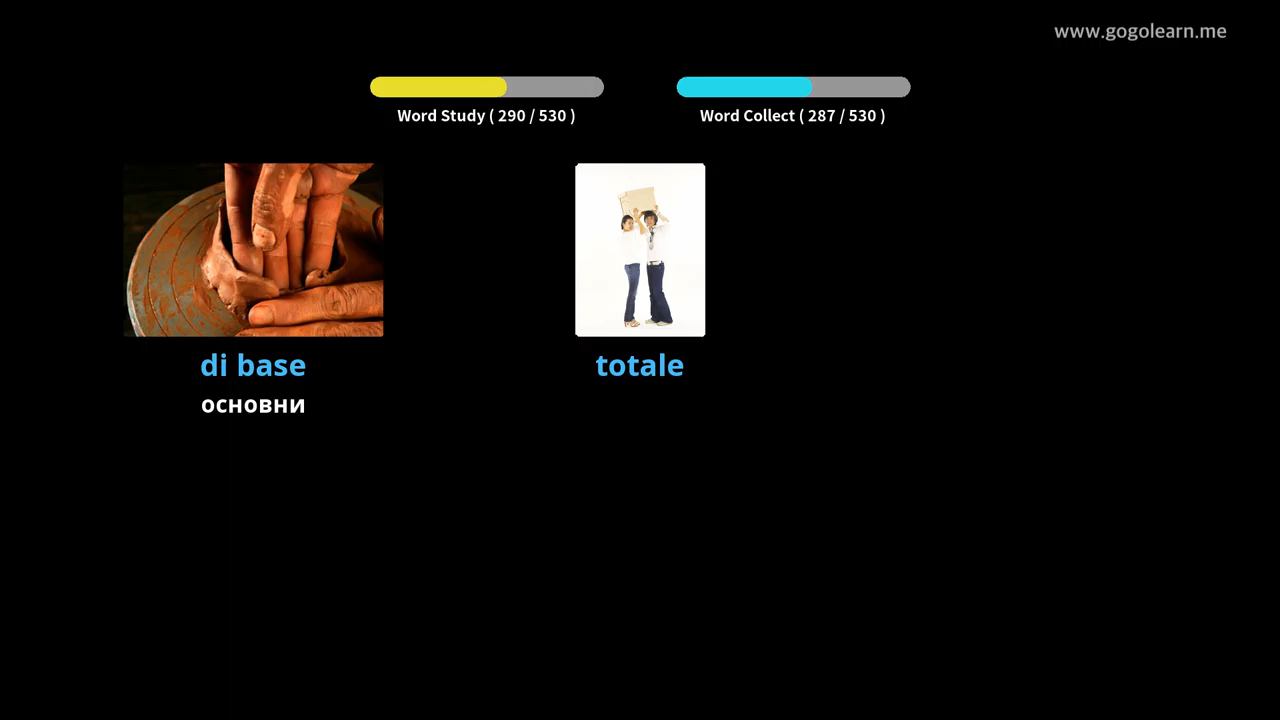 www.gogolearn.me
Word Study ( 290 / 530 )
Word Collect ( 287 / 530 )
di base
totale
основни